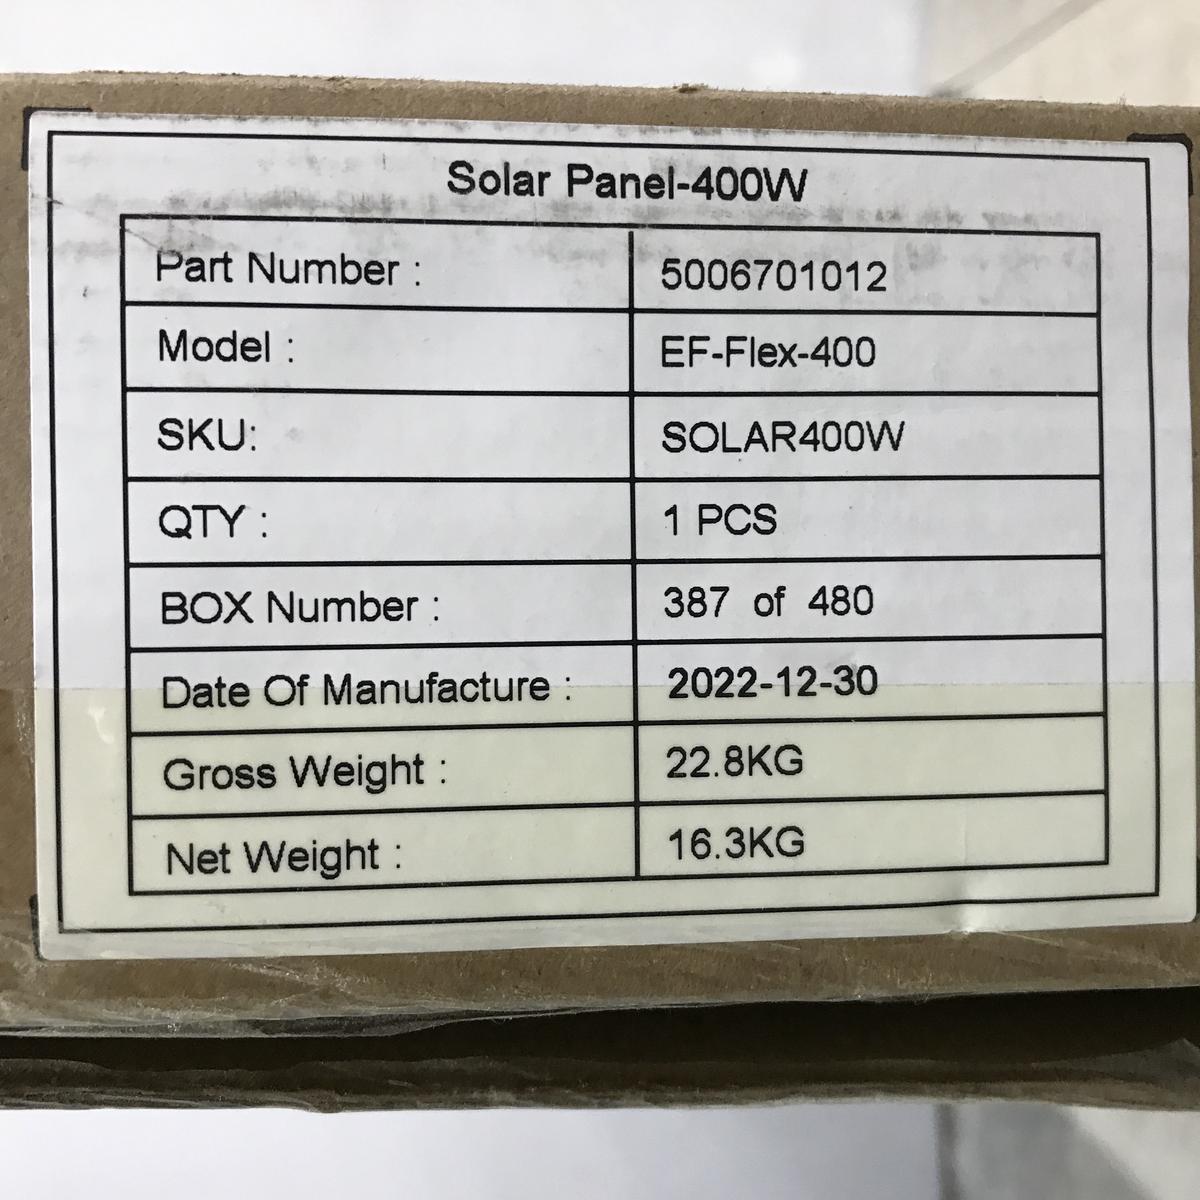 Solar Panel-400W
Part Number : 5006701012
Model : EF-Flex-400
SKU: SOLAR400W
QTY : 1 PCS
BOX Number : 387 of 480
Date Of Manufacture : 2022-12-30
Gross Weight : 22.8KG
Net Weight : 16.3KG